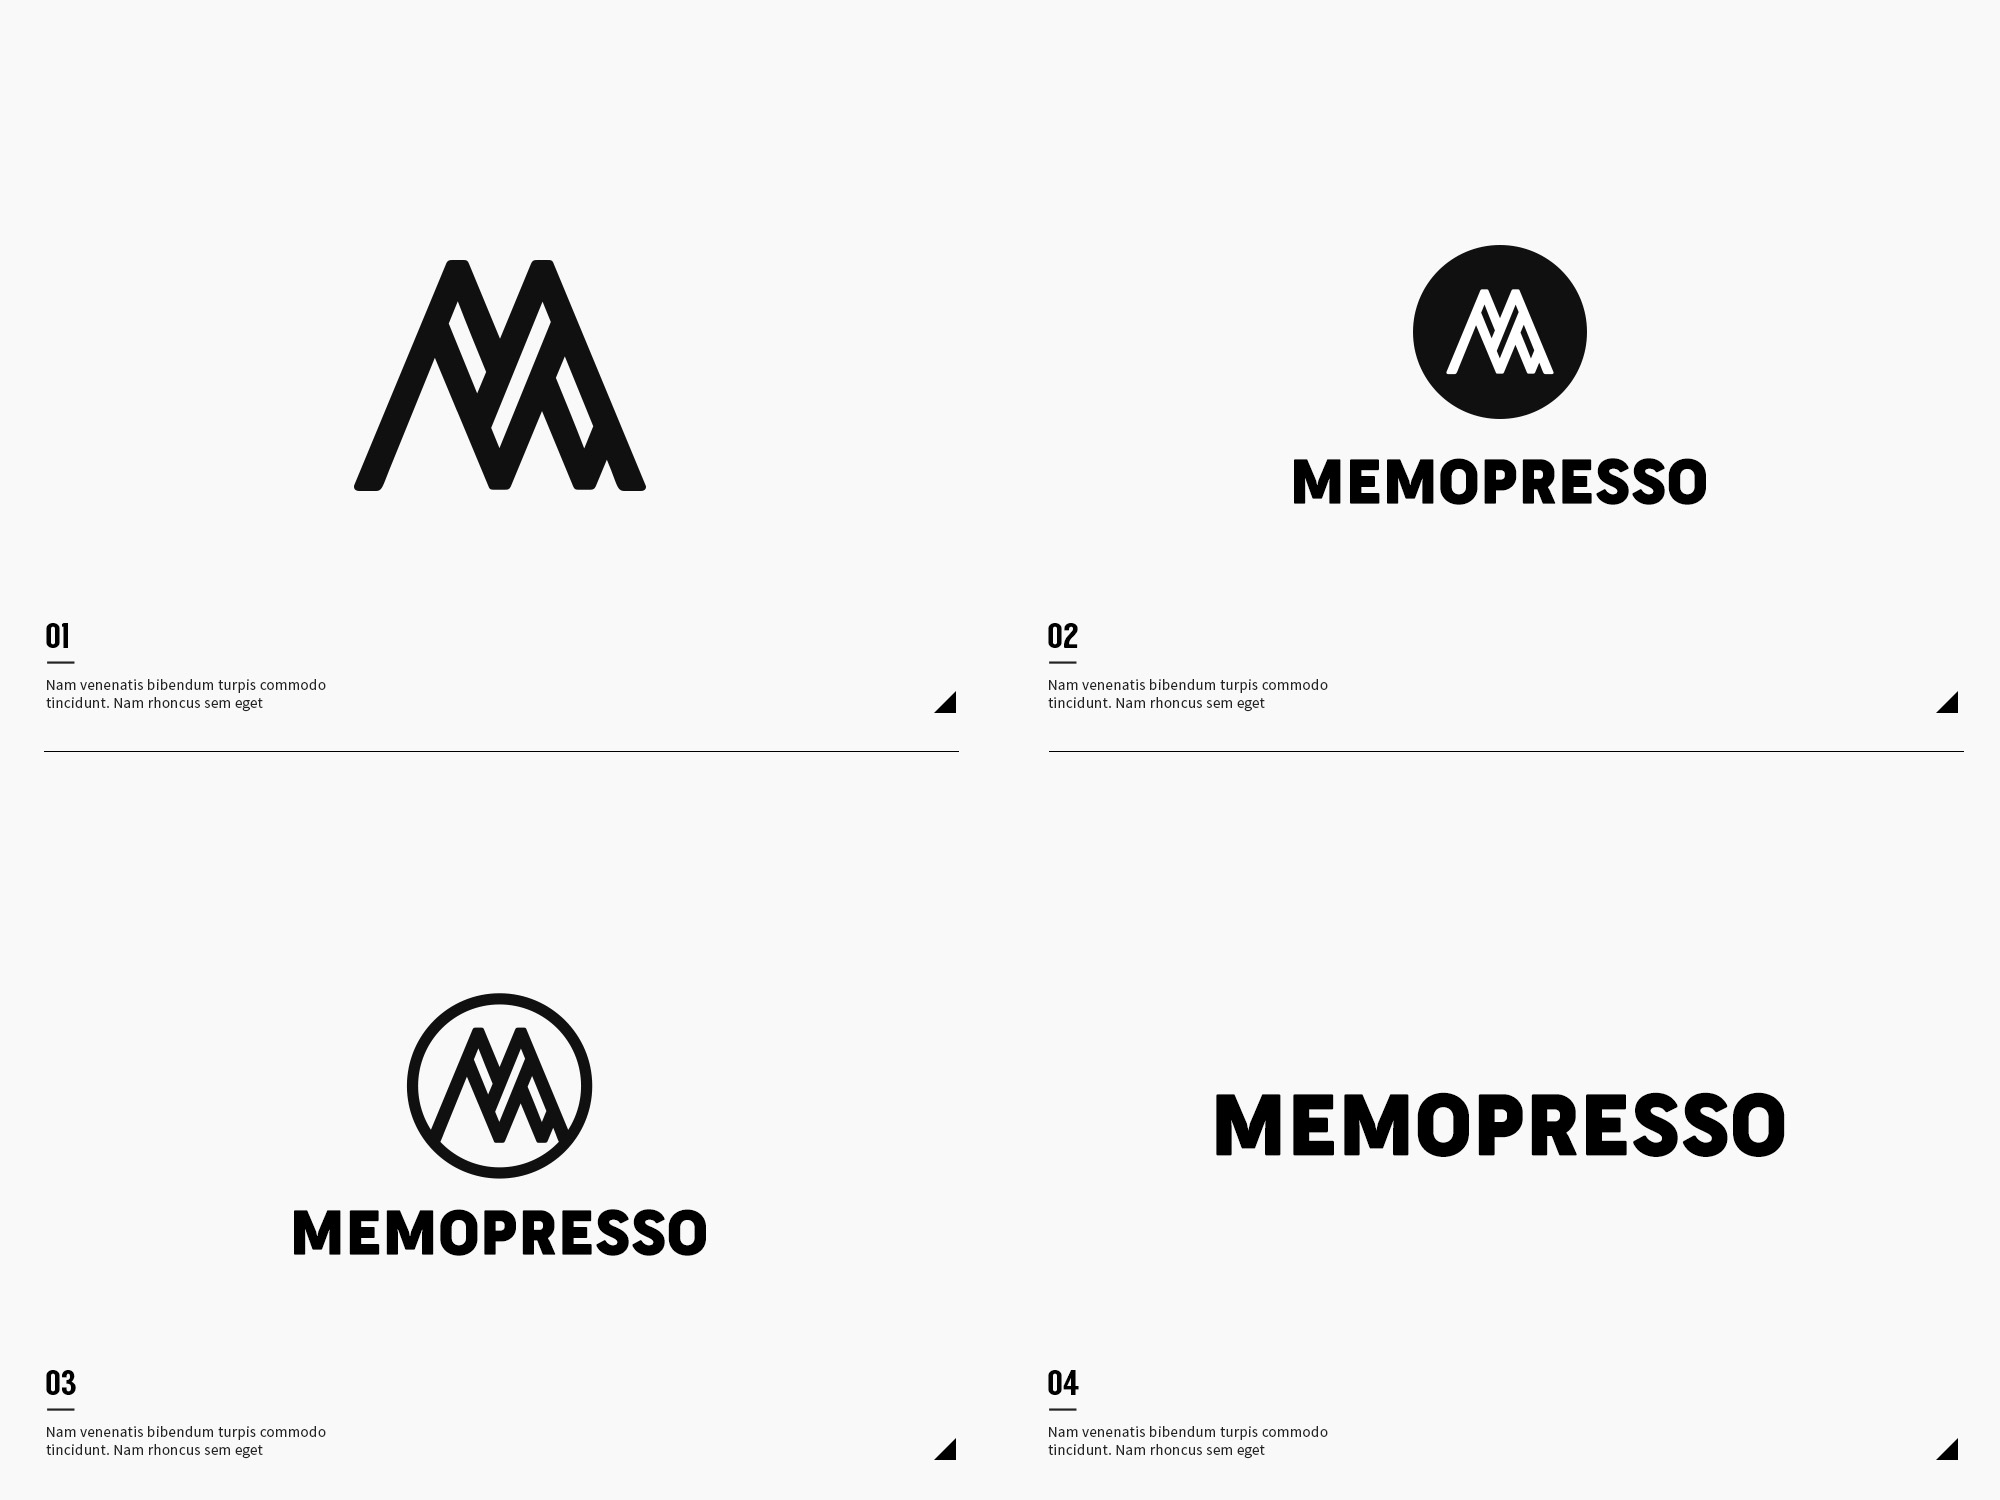 MEMOPRESSO
01
Nam venenatis bibendum turpis commodo
tincidunt. Nam rhoncus sem eget
02
Nam venenatis bibendum turpis commodo
tincidunt. Nam rhoncus sem eget
MEMOPRESSO
MEMOPRESSO
03
Nam venenatis bibendum turpis commodo
tincidunt. Nam rhoncus sem eget
04
Nam venenatis bibendum turpis commodo
tincidunt. Nam rhoncus sem eget